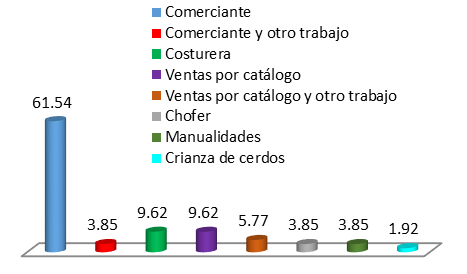 Comerciante
Comerciante y otro trabajo
Costurera
Ventas por catálogo
Ventas por catálogo y otro trabajo
Chofer
Manualidades
Crianza de cerdos
61.54
3.85
9.62
9.62
5.77
3.85
3.85
1.92